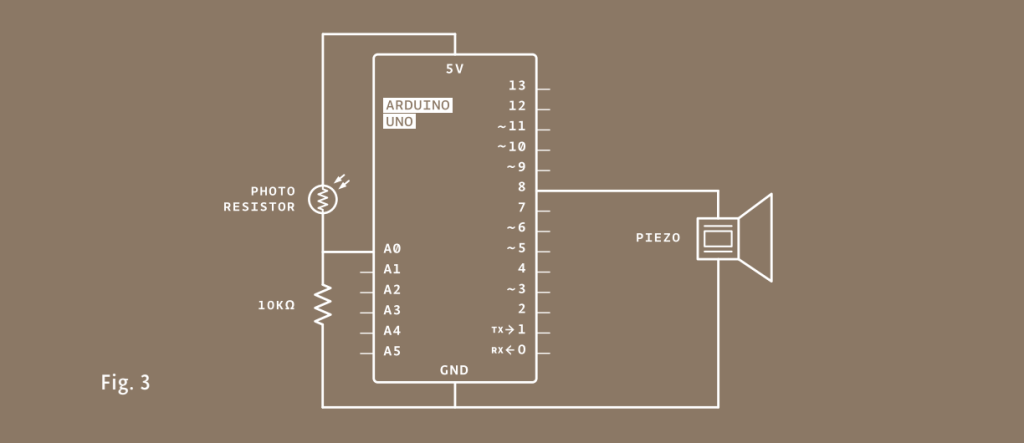 5V
ARDUINO
UNO
13
12
~11
~10
~9
8
7
~6
~5
4
~3
2
TX→1
RX←0
PHOTO
RESISTOR
A0
A1
A2
A3
A4
A5
10KΩ
PIEZO
GND
Fig. 3